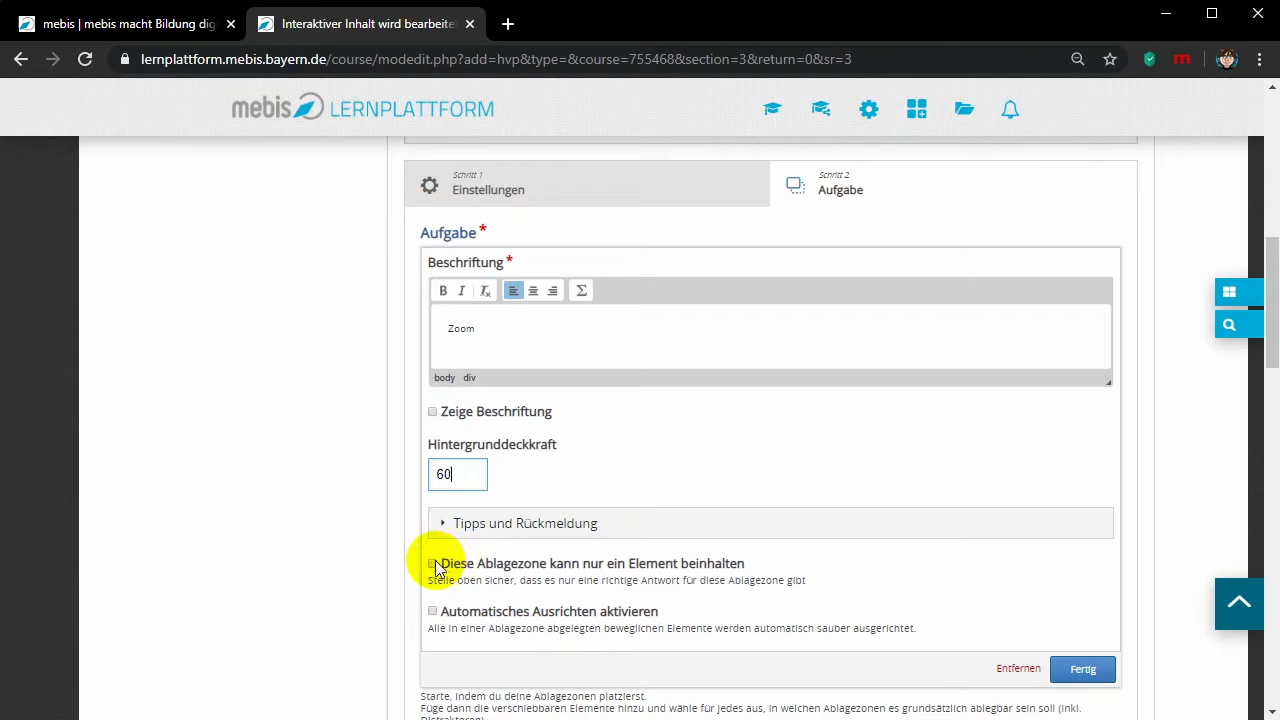 mebis | mebis macht Bildung dig
Interaktiver Inhalt wird bearbeitet
lernplattform.mebis.bayern.de/course/modedit.php?add=hvp&type=&course=755468&section=3&return=0&sr=3
m
mebis LERNPLATTFORM
Schritt 1
Einstellungen
Schritt 2
Aufgabe
Aufgabe *
Beschriftung *
B I Tx Σ
Zoom
body div
Zeige Beschriftung
Hintergrunddeckkraft
60
Tipps und Rückmeldung
Diese Ablagezone kann nur ein Element beinhalten
Stelle oben sicher, dass es nur eine richtige Antwort für diese Ablagezone gibt
Automatisches Ausrichten aktivieren
Alle in einer Ablagezone abgelegten beweglichen Elemente werden automatisch sauber ausgerichtet.
Entfernen
Fertig
Starte, indem du deine Ablagezonen platzierst.
Füge dann die verschiebbaren Elemente hinzu und wähle für jedes aus, in welchen Ablagezonen es grundsätzlich ablegbar sein soll (inkl.
Distraktoren)